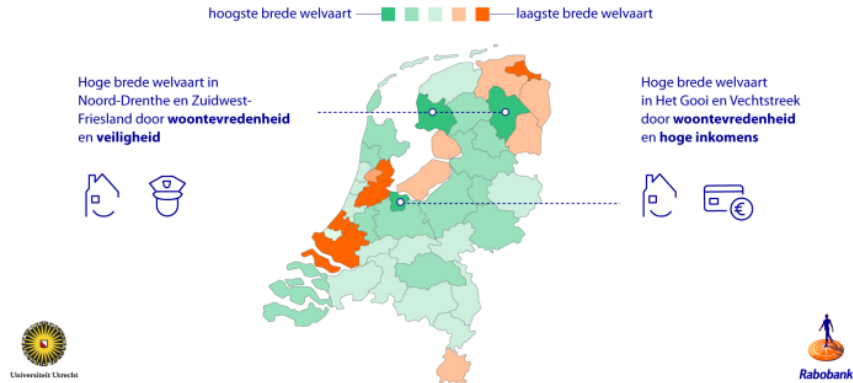 hoogste brede welvaart
laagste brede welvaart
Hoge brede welvaart in
Noord-Drenthe en Zuidwest-
Friesland door woontevredenheid
en veiligheid
Hoge brede welvaart
in Het Gooi en Vechtstreek
door woontevredenheid
en hoge inkomens
€
Universiteit Utrecht
Rabobank